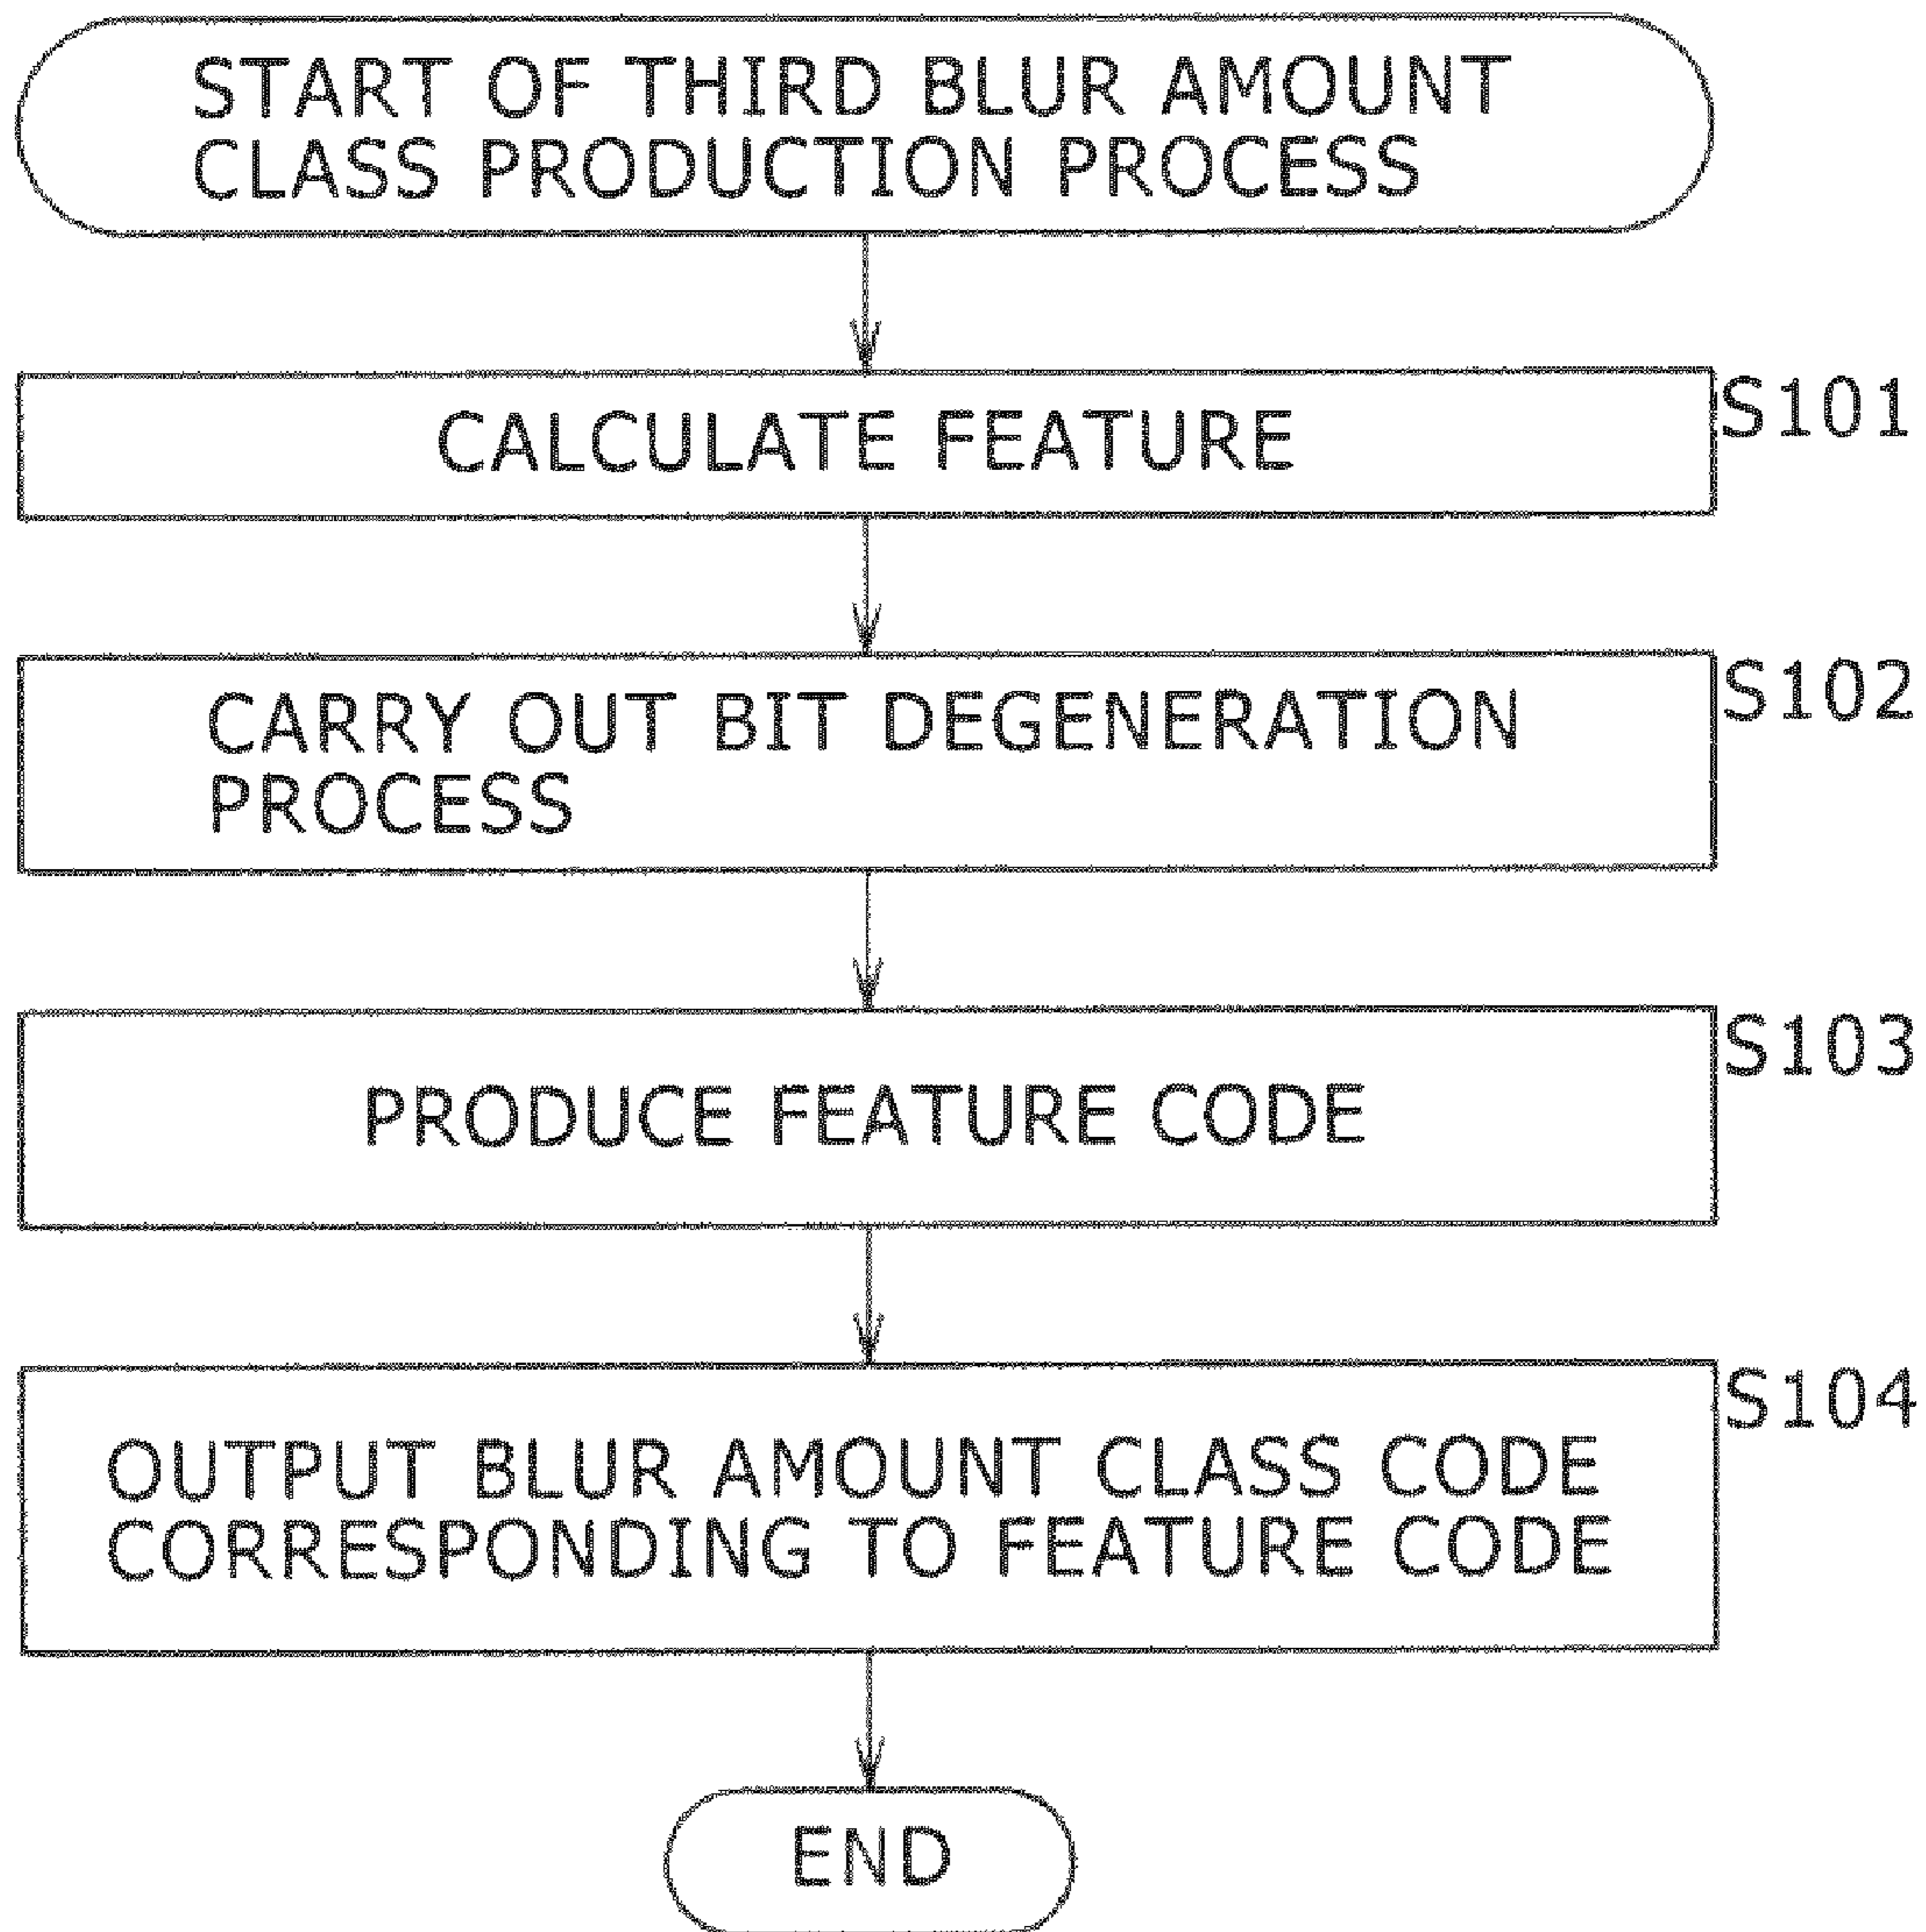 START OF THIRD BLUR AMOUNT
CLASS PRODUCTION PROCESS
CALCULATE FEATURE
S101
CARRY OUT BIT DEGENERATION
PROCESS
S102
PRODUCE FEATURE CODE
S103
OUTPUT BLUR AMOUNT CLASS CODE
CORRESPONDING TO FEATURE CODE
S104
END